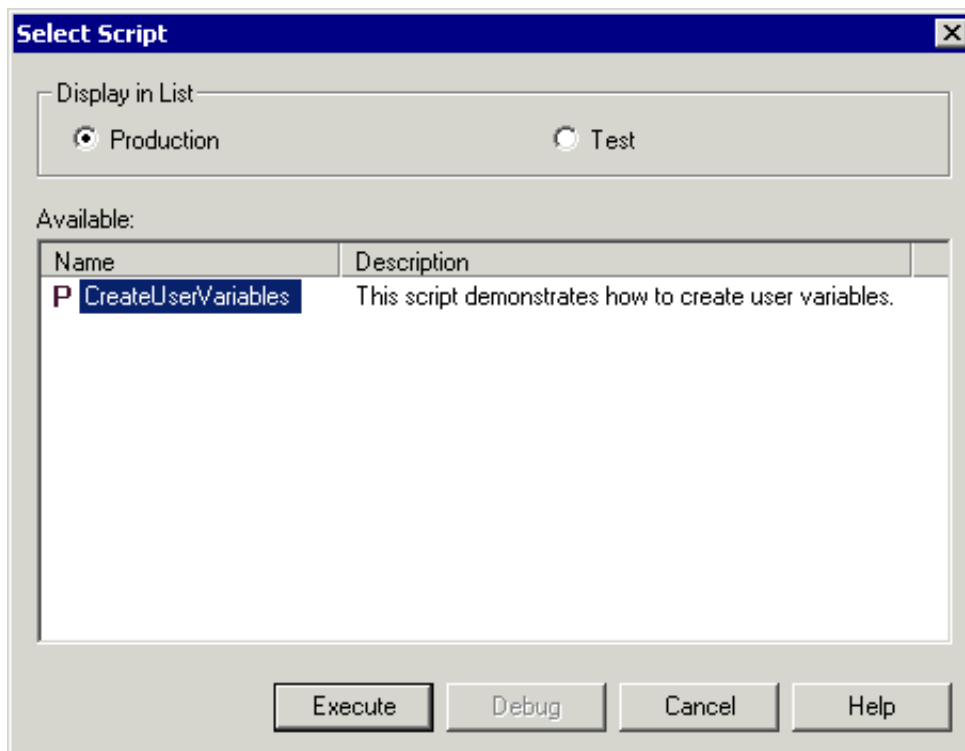 Select Script
Display in List
Production Test
Available:
Name Description
P CreateUserVariables This script demonstrates how to create user variables.
Execute Debug Cancel Help